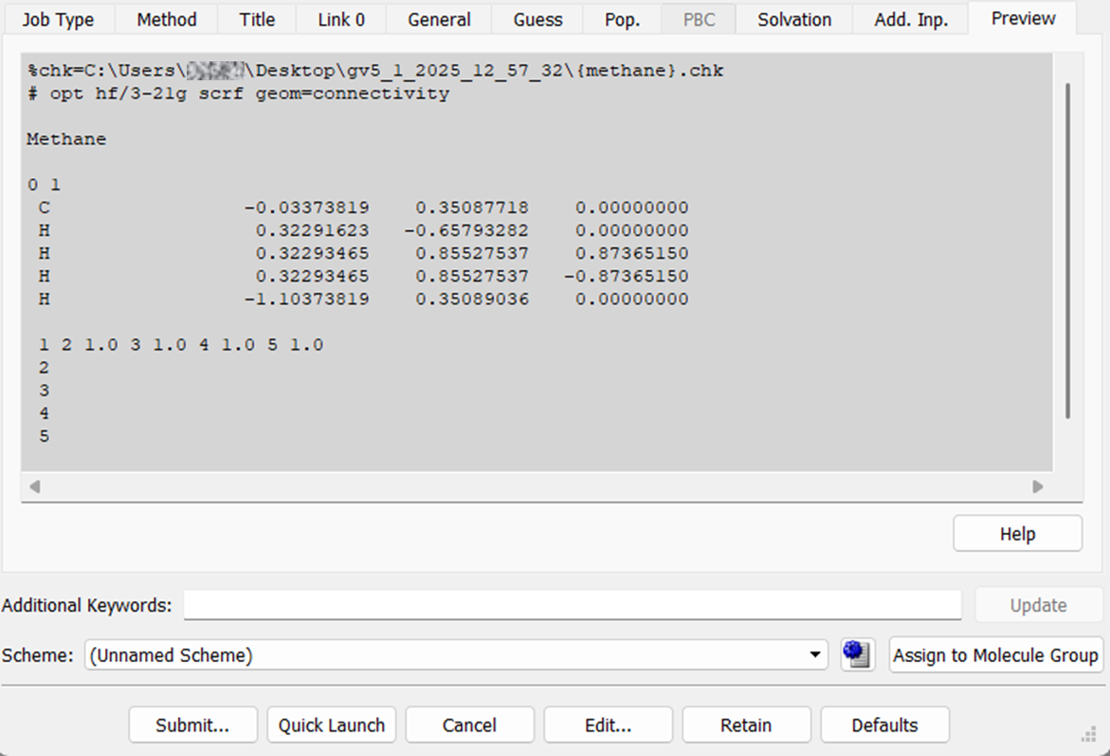 Job Type Method Title Link 0 General Guess Pop. PBC Solvation Add. Inp. Preview
%chk=C:\Users\ \Desktop\gv5_1_2025_12_57_32\{methane}.chk
# opt hf/3-21g scrf geom=connectivity
Methane
0 1
C -0.03373819 0.35087718 0.00000000
H 0.32291623 -0.65793282 0.00000000
H 0.32293465 0.85527537 0.87365150
H 0.32293465 0.85527537 -0.87365150
H -1.10373819 0.35089036 0.00000000
1 2 1.0 3 1.0 4 1.0 5 1.0
2
3
4
5
Help
Additional Keywords: Update
Scheme: (Unnamed Scheme) Assign to Molecule Group
Submit... Quick Launch Cancel Edit... Retain Defaults